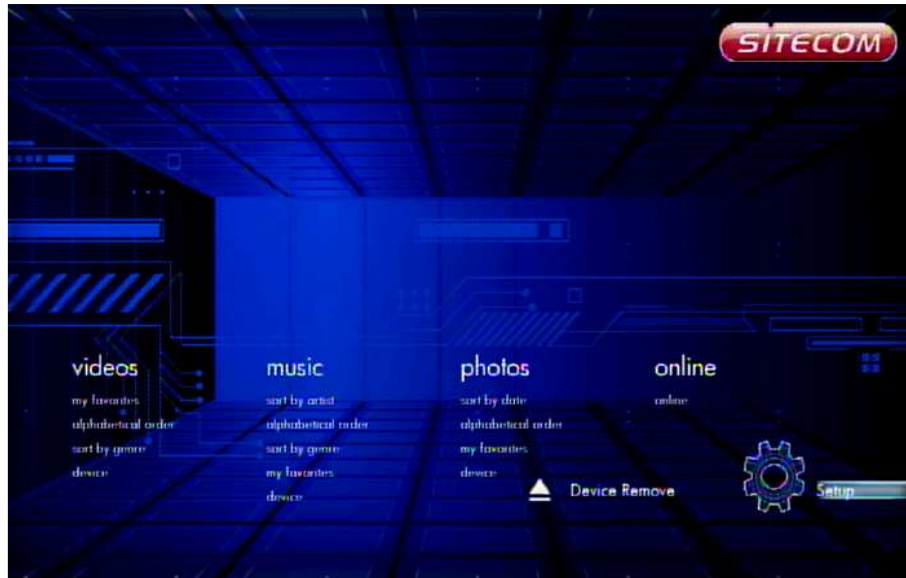 SITECOM
videos
my favorites
alphabetical order
sort by genre
device
music
sort by artist
alphabetical order
sort by genre
my favorites
device
photos
sort by date
alphabetical order
my favorites
device
online
online
Device Remove
Setup